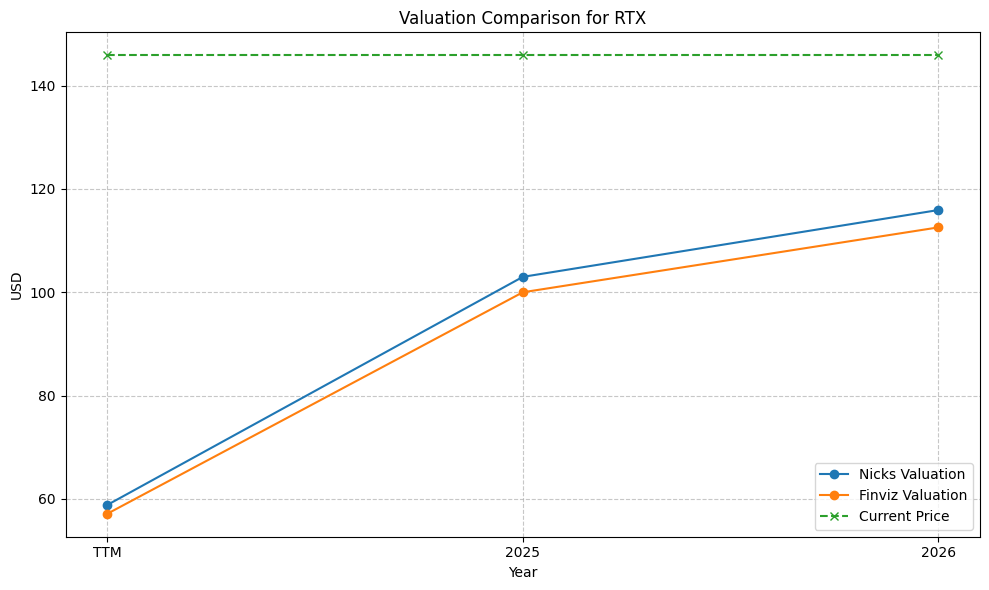 Valuation Comparison for RTX
USD
140
120
100
80
60
TTM
2025
2026
Year
Nicks Valuation
Finviz Valuation
Current Price